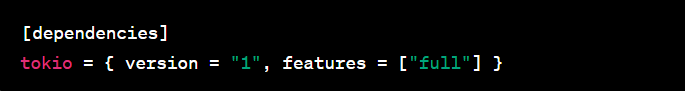 [dependencies]
tokio = { version = "1", features = ["full"] }